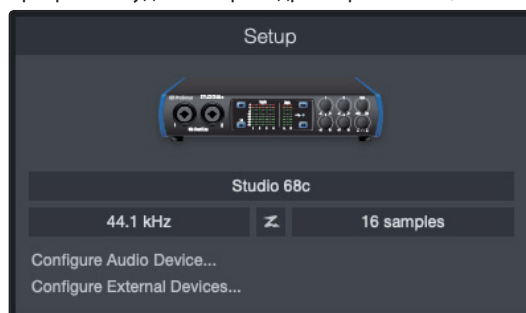 Setup
Studio 68c
44.1 kHz
Z
16 samples
Configure Audio Device...
Configure External Devices...